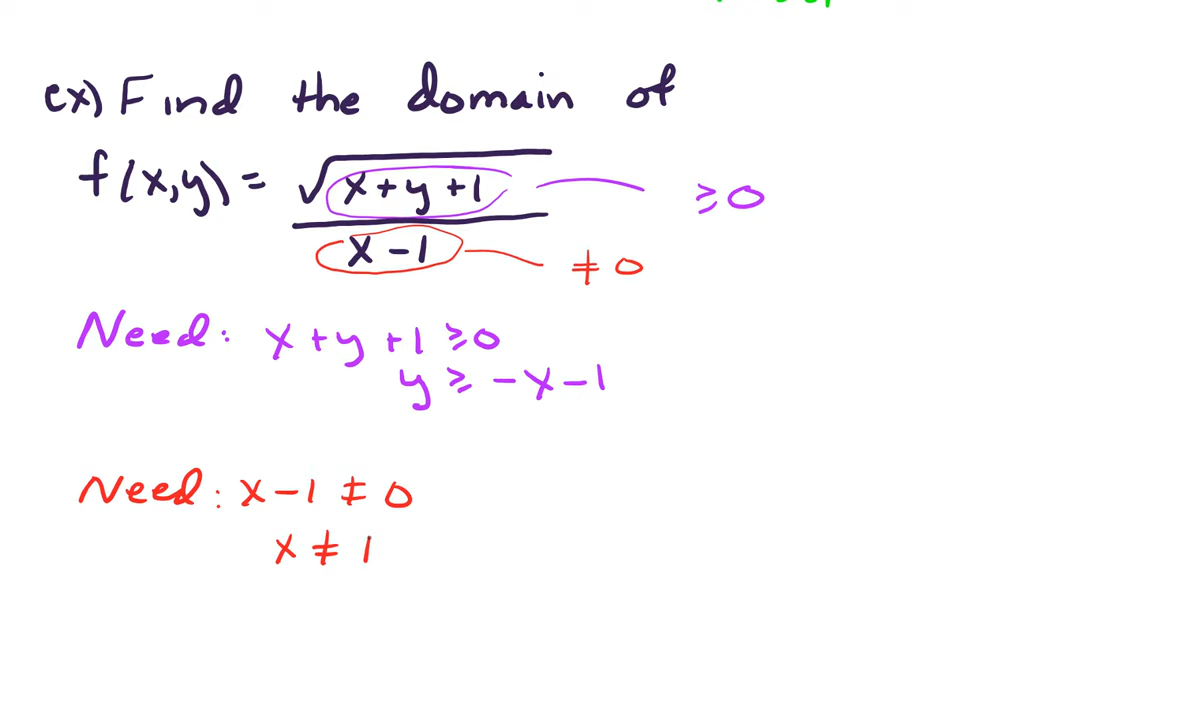 ex) Find the domain of
f(x,y) = √(x+y+1) / (x-1)
≥ 0
≠ 0
Need: x+y+1 ≥ 0
y ≥ -x-1
Need: x-1 ≠ 0
x ≠ 1